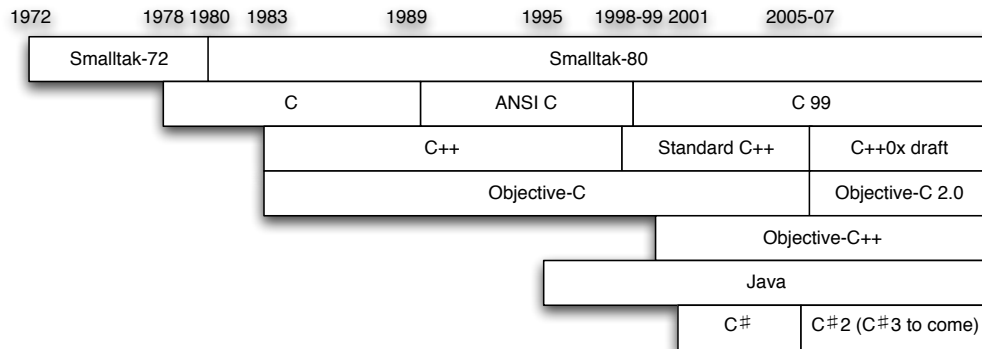 1972 1978 1980 1983 1989 1995 1998-99 2001 2005-07
Smalltak-72 Smalltak-80
C ANSI C C 99
C++ Standard C++ C++0x draft
Objective-C Objective-C 2.0
Objective-C++
Java
C♯ C♯2 (C♯3 to come)